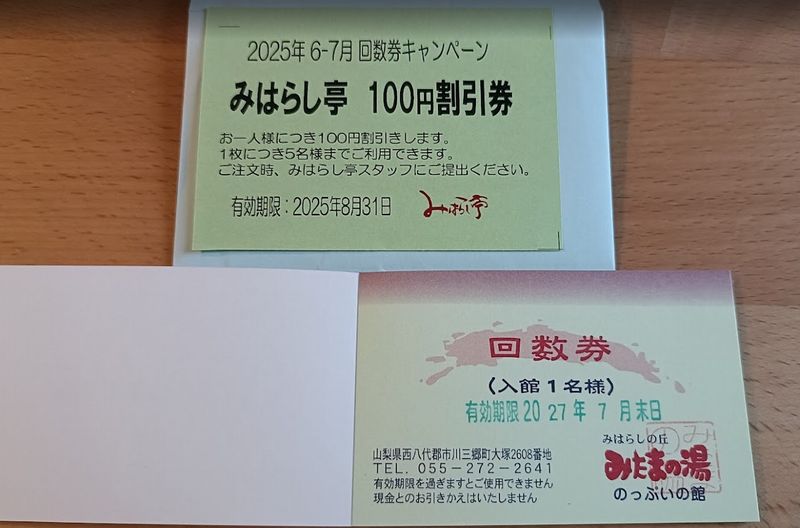 2025年 6-7月 回数券キャンペーン
みはらし亭 100円割引券
お一人様につき100円割引きします。
1枚につき5名様までご利用できます。
ご注文時、みはらし亭スタッフにご提出ください。
有効期限：2025年8月31日 みはらし亭
回数券
（入館1名様）
有効期限20 27 年 7 月 末日
山梨県西八代郡市川三郷町大塚2608番地
TEL. 055-272-2641
有効期限を過ぎますとご使用できません
現金とのお引きかえはいたしません
みはらしの丘
みたまの湯
のっぷいの館